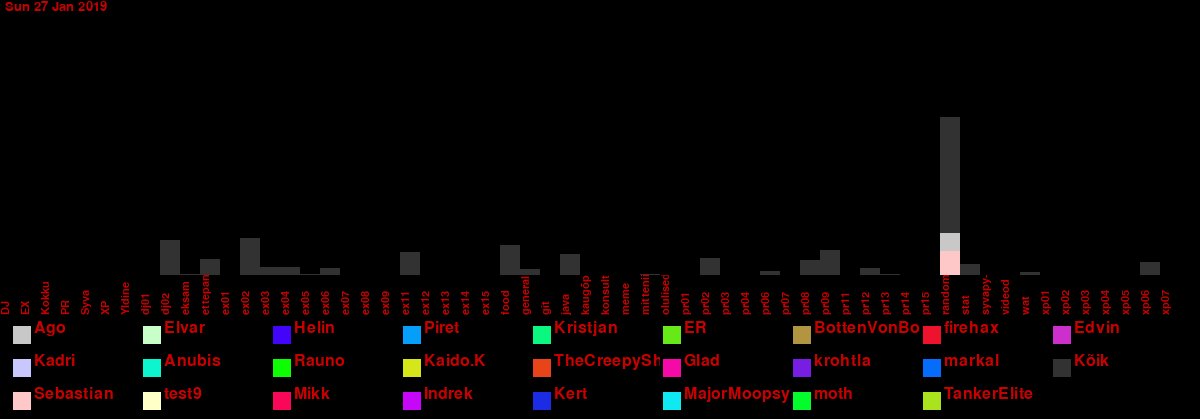 Sun 27 Jan 2019
DJ
EX
Kokku
PR
Syva
XP
Yldine
dj01
dj02
eksam
ettepan
ex01
ex02
ex03
ex04
ex05
ex06
ex07
ex08
ex09
ex11
ex12
ex13
ex14
ex15
food
general
git
java
kaugõp
konsult
meme
mitteni
olulised
pr01
pr02
pr03
pr05
pr06
pr07
pr08
pr09
pr11
pr12
pr13
pr14
pr15
random
stat
syvapy-
videod
wat
xp01
xp02
xp03
xp04
xp05
xp06
xp07
Ago Elvar Helin Piret Kristjan ER BottenVonBo firehax Edvin
Kadri Anubis Rauno Kaido.K TheCreepySh Glad krohtla markal Kõik
Sebastian test9 Mikk Indrek Kert MajorMoopsy moth TankerElite